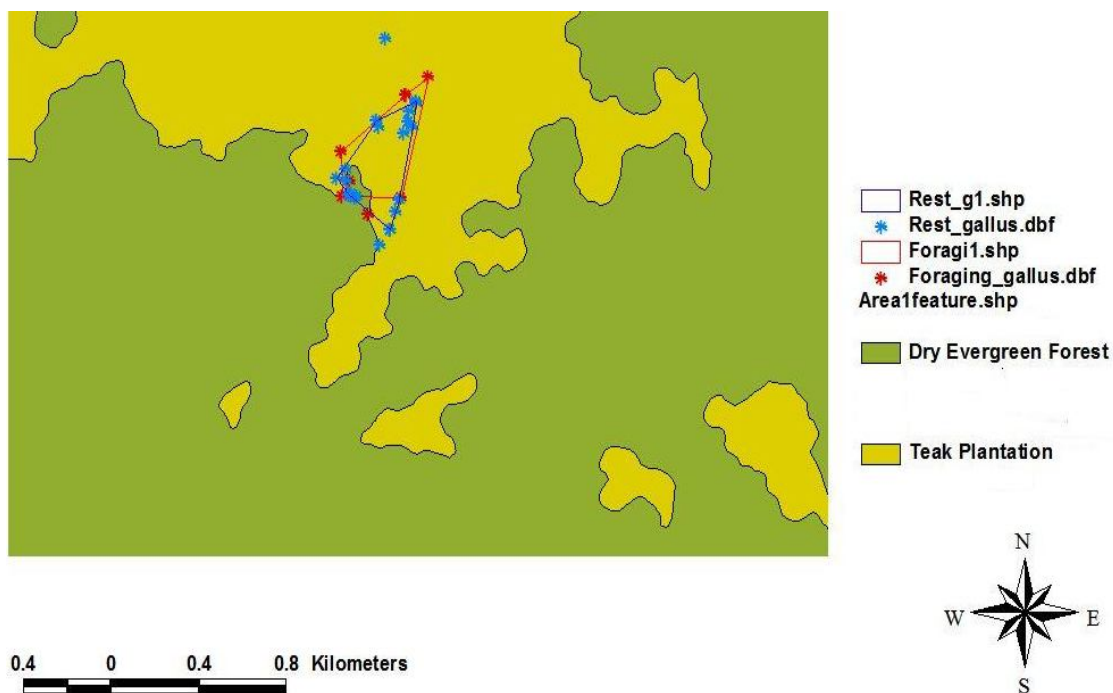 Rest_g1.shp
Rest_gallus.dbf
Foragi1.shp
Foraging_gallus.dbf
Area1feature.shp
Dry Evergreen Forest
Teak Plantation
N
W E
S
0.4 0 0.4 0.8 Kilometers